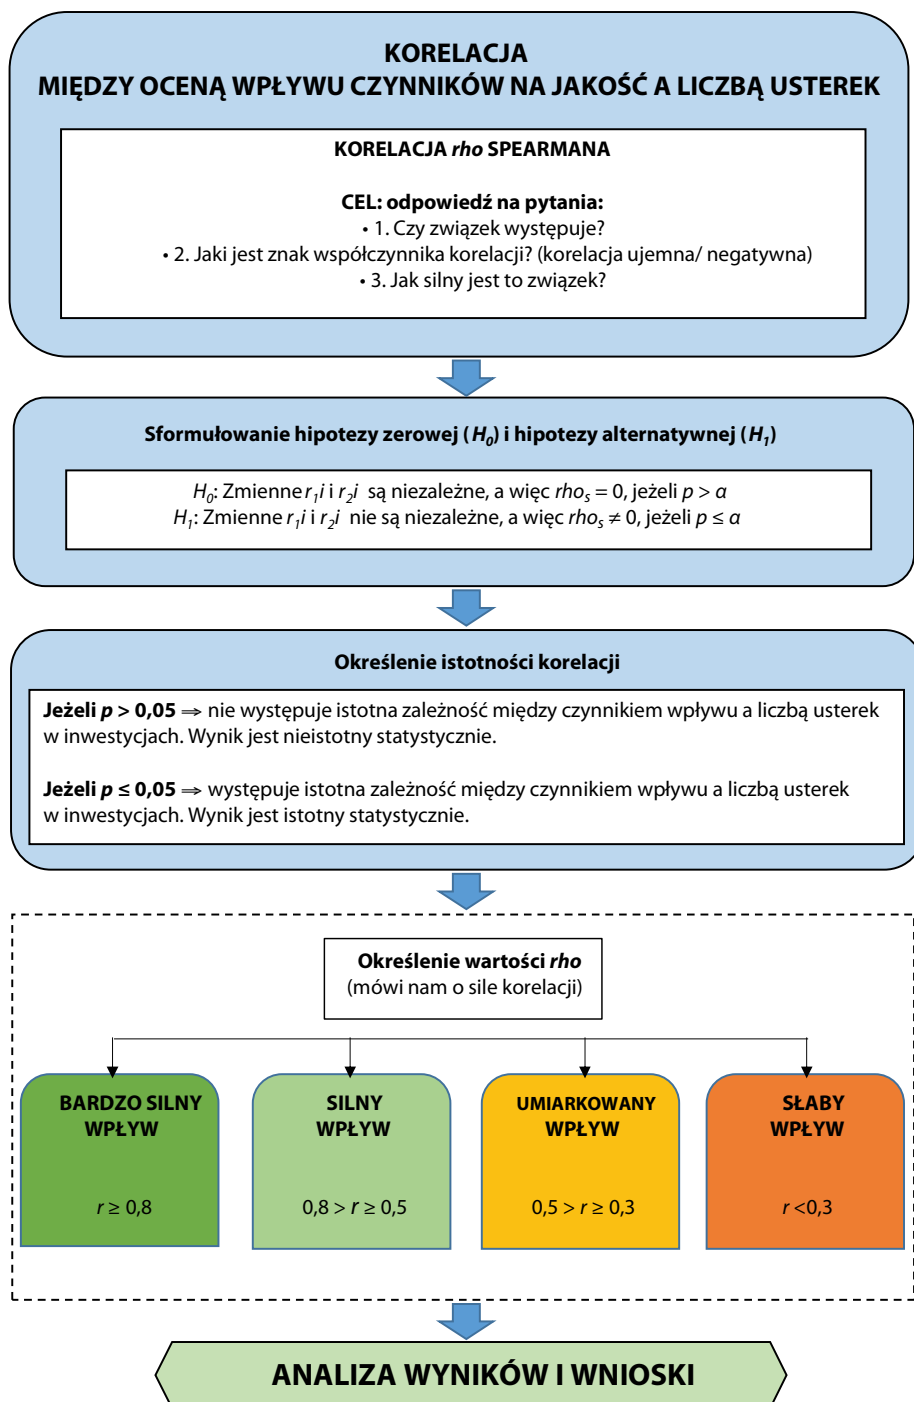 KORELACJA
MIĘDZY OCENĄ WPŁYWU CZYNNIKÓW NA JAKOŚĆ A LICZBĄ USTEREK
KORELACJA rho SPEARMANA
CEL: odpowiedź na pytania:
• 1. Czy związek występuje?
• 2. Jaki jest znak współczynnika korelacji? (korelacja ujemna/ negatywna)
• 3. Jak silny jest to związek?
Sformułowanie hipotezy zerowej (H₀) i hipotezy alternatywnej (H₁)
H₀: Zmienne r₁i i r₂i są niezależne, a więc rhoₛ = 0, jeżeli p > α
H₁: Zmienne r₁i i r₂i nie są niezależne, a więc rhoₛ ≠ 0, jeżeli p ≤ α
Określenie istotności korelacji
Jeżeli p > 0,05 ⇒ nie występuje istotna zależność między czynnikiem wpływu a liczbą usterek
w inwestycjach. Wynik jest nieistotny statystycznie.
Jeżeli p ≤ 0,05 ⇒ występuje istotna zależność między czynnikiem wpływu a liczbą usterek
w inwestycjach. Wynik jest istotny statystycznie.
Określenie wartości rho
(mówi nam o sile korelacji)
BARDZO SILNY
WPŁYW
r ≥ 0,8
SILNY
WPŁYW
0,8 > r ≥ 0,5
UMIARKOWANY
WPŁYW
0,5 > r ≥ 0,3
SŁABY
WPŁYW
r <0,3
ANALIZA WYNIKÓW I WNIOSKI